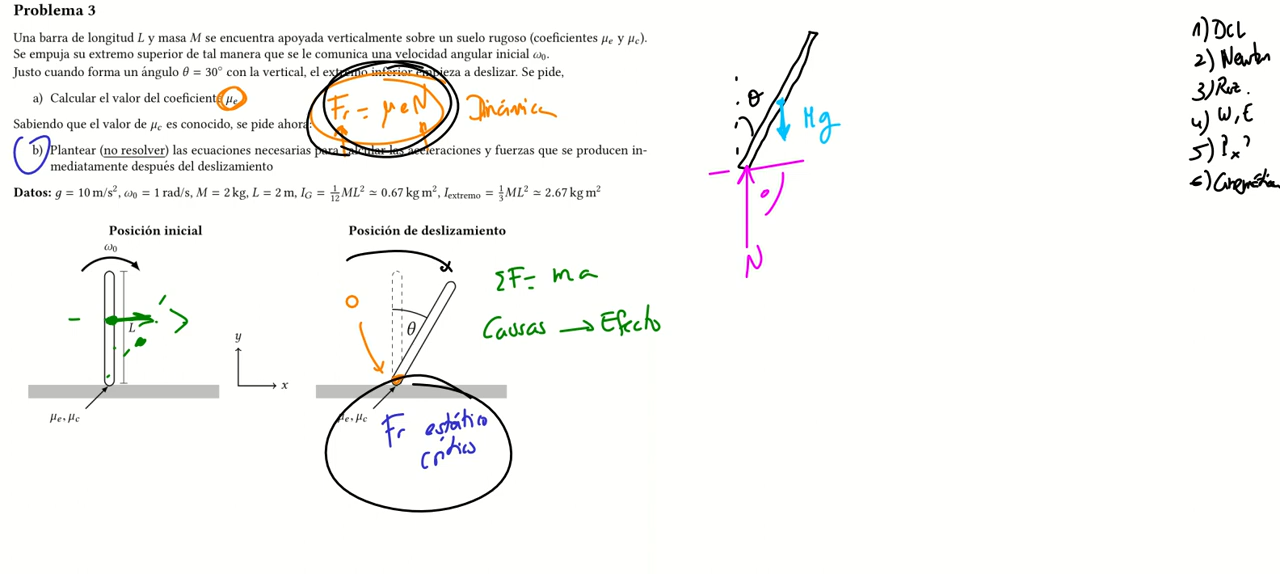 Problema 3
Una barra de longitud L y masa M se encuentra apoyada verticalmente sobre un suelo rugoso (coeficientes μe y μc).
Se empuja su extremo superior de tal manera que se le comunica una velocidad angular inicial ω0.
Justo cuando forma un ángulo θ = 30° con la vertical, el extremo inferior empieza a deslizar. Se pide,
a) Calcular el valor del coeficiente μe
Fr = μe N
Dinámica
Sabiendo que el valor de μc es conocido, se pide ahora:
b) Plantear (no resolver) las ecuaciones necesarias para calcular las aceleraciones y fuerzas que se producen in-
mediatamente después del deslizamiento
Datos: g = 10 m/s², ω0 = 1 rad/s, M = 2 kg, L = 2 m, IG = 1/12 ML² ≃ 0.67 kg m², Iextremo = 1/3 ML² ≃ 2.67 kg m²
Posición inicial
ω0
L
μe, μc
y
x
Posición de deslizamiento
α
O
θ
μe, μc
Fr estático
crítico
ΣF = ma
Causas → Efecto
θ
Mg
N
1) DCL
2) Newton
3) Roz.
4) W, E
5) Px?
6) Cinemática